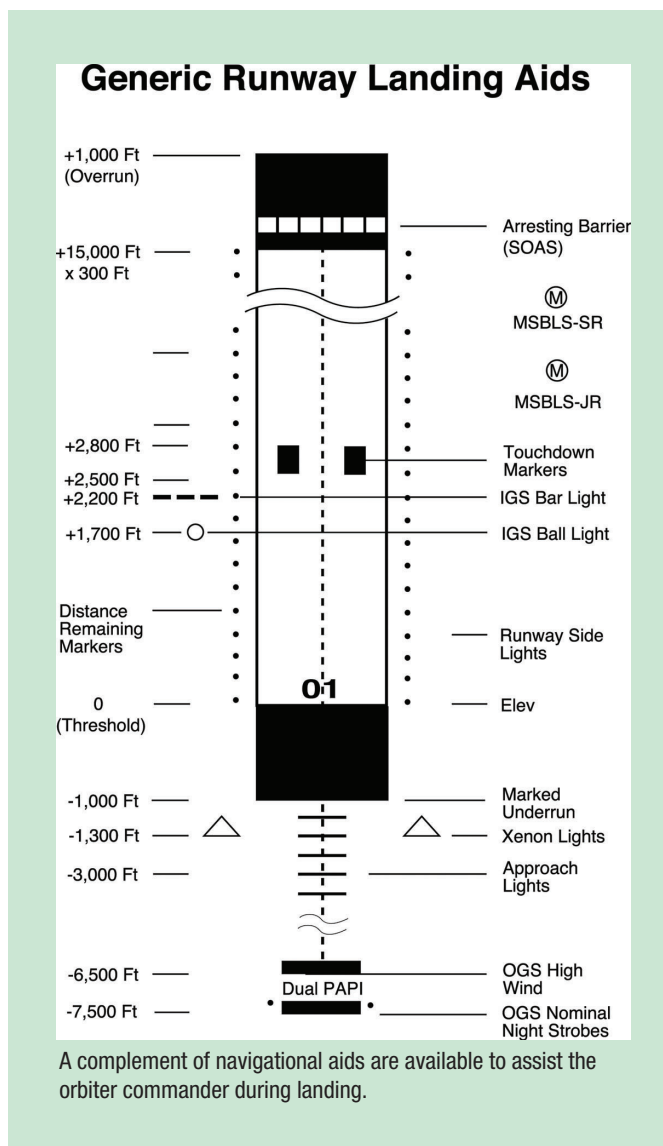 Generic Runway Landing Aids
+1,000 Ft
(Overrun)
Arresting Barrier
(SOAS)
+15,000 Ft
x 300 Ft
M
MSBLS-SR
M
MSBLS-JR
+2,800 Ft
Touchdown
Markers
+2,500 Ft
+2,200 Ft
IGS Bar Light
+1,700 Ft
IGS Ball Light
Distance
Remaining
Markers
Runway Side
Lights
01
0
(Threshold)
Elev
-1,000 Ft
Marked
Underrun
-1,300 Ft
Xenon Lights
-3,000 Ft
Approach
Lights
-6,500 Ft
OGS High
Wind
Dual PAPI
-7,500 Ft
OGS Nominal
Night Strobes
A complement of navigational aids are available to assist the
orbiter commander during landing.